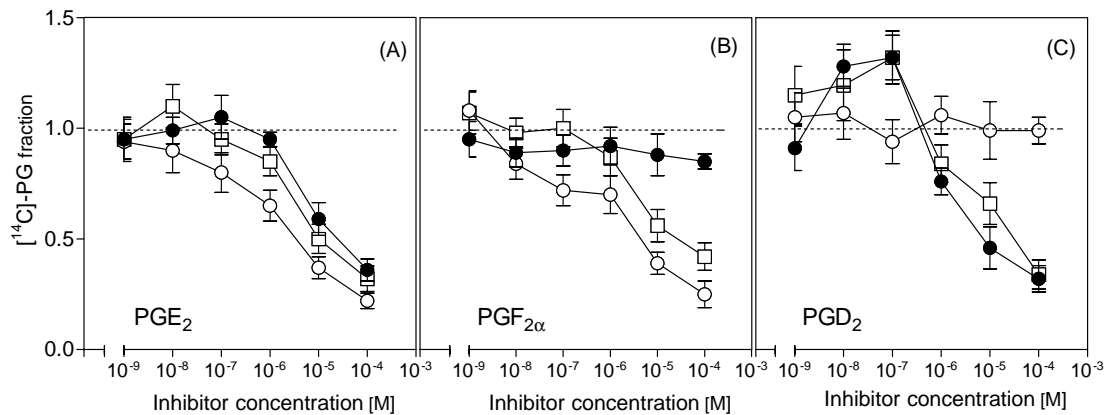 [¹⁴C]-PG fraction
1.5
1.0
0.5
0.0
(A)
PGE₂
10⁻⁹ 10⁻⁸ 10⁻⁷ 10⁻⁶ 10⁻⁵ 10⁻⁴ 10⁻³
Inhibitor concentration [M]
(B)
PGF₂α
10⁻⁹ 10⁻⁸ 10⁻⁷ 10⁻⁶ 10⁻⁵ 10⁻⁴ 10⁻³
Inhibitor concentration [M]
(C)
PGD₂
10⁻⁹ 10⁻⁸ 10⁻⁷ 10⁻⁶ 10⁻⁵ 10⁻⁴ 10⁻³
Inhibitor concentration [M]